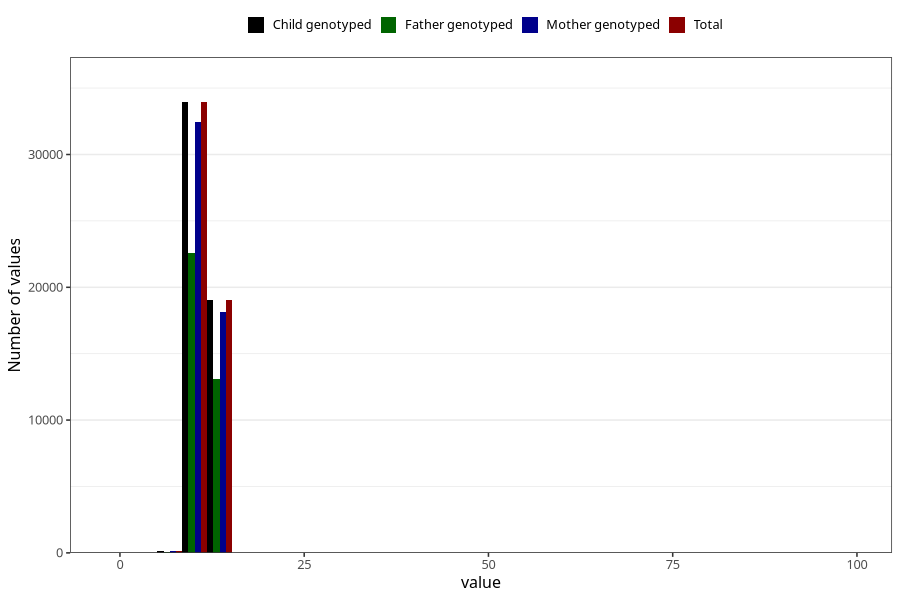 Child genotyped Father genotyped Mother genotyped Total
Number of values
30000
20000
10000
0
0 25 50 75 100
value